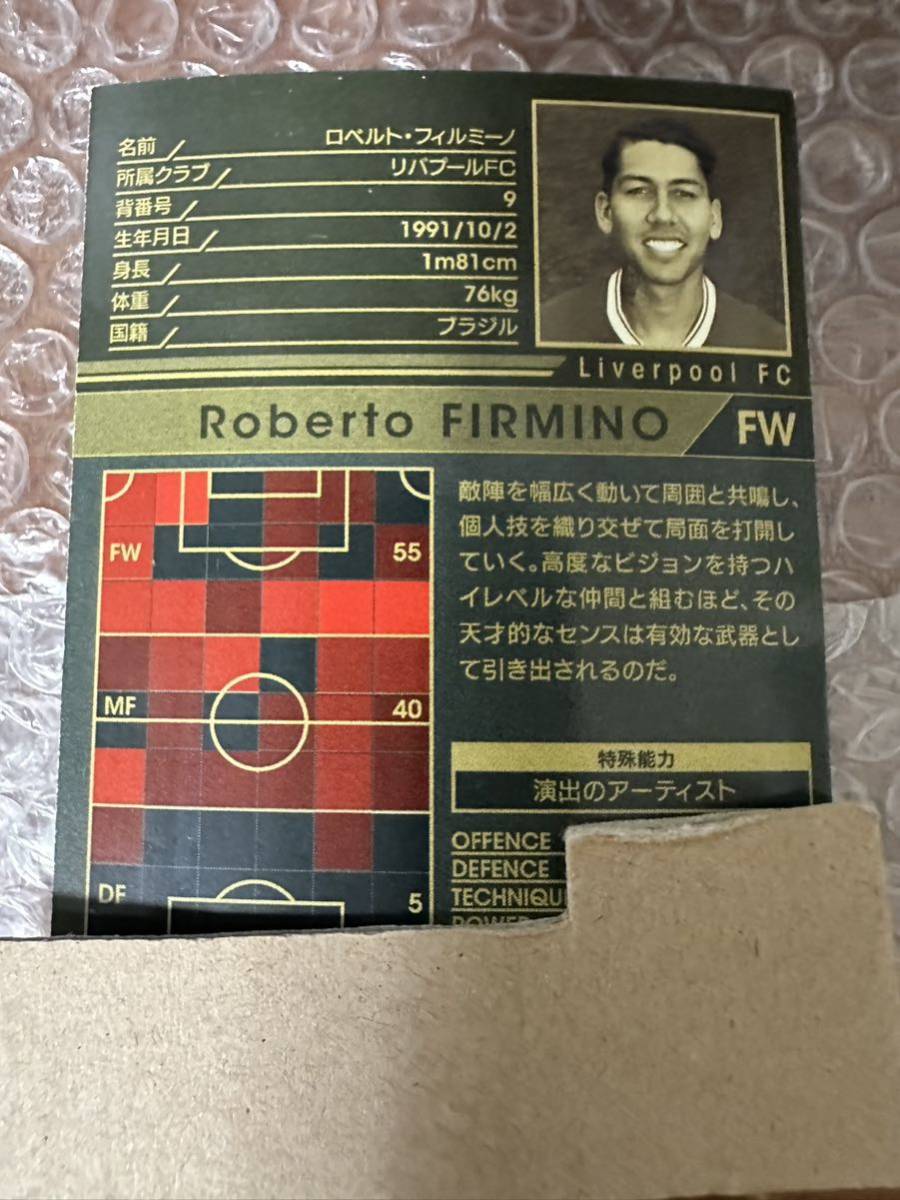 名前 ロベルト・フィルミーノ
所属クラブ リバプールFC
背番号 9
生年月日 1991/10/2
身長 1m81cm
体重 76kg
国籍 ブラジル
Liverpool FC
Roberto FIRMINO FW
FW 55
MF 40
DF 5
敵陣を幅広く動いて周囲と共鳴し、
個人技を織り交ぜて局面を打開し
ていく。高度なビジョンを持つハ
イレベルな仲間と組むほど、その
天才的なセンスは有効な武器とし
て引き出されるのだ。
特殊能力
演出のアーティスト
OFFENCE
DEFENCE
TECHNIQU
POWER